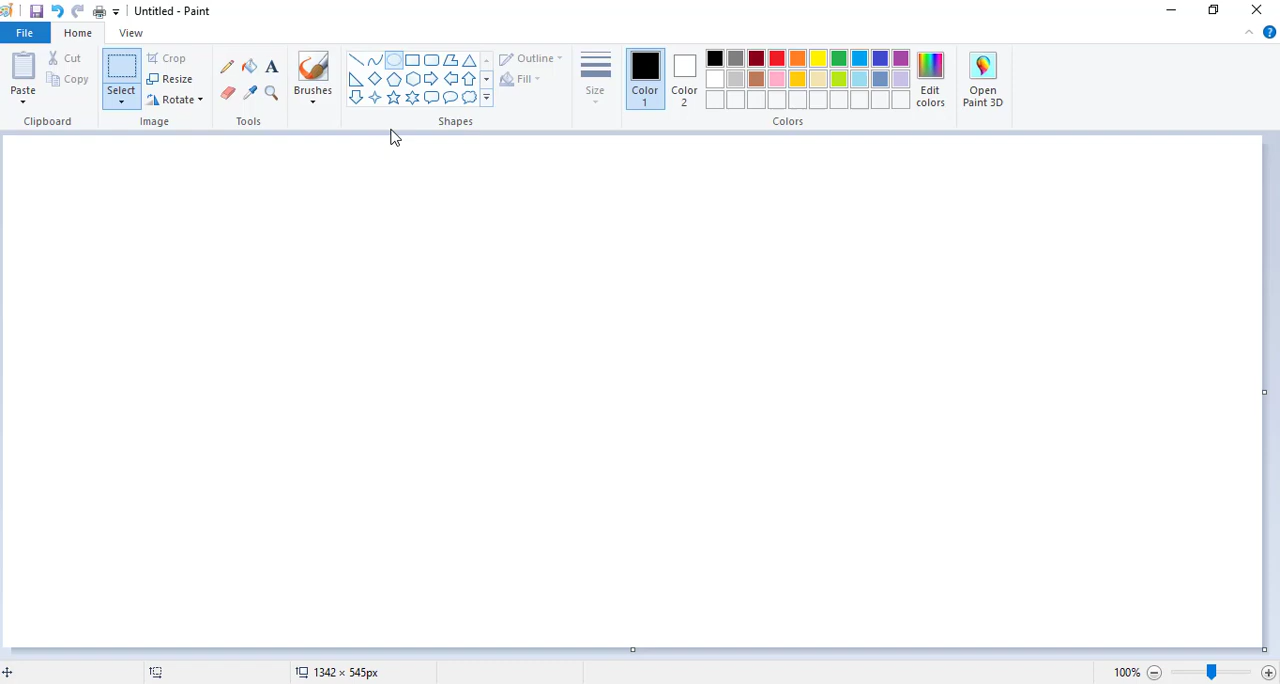 Untitled - Paint
File Home View
Paste Cut Copy Clipboard
Select Crop Resize Rotate Image
A Tools
Brushes
Outline Fill Shapes
Size
Color 1 Color 2 Edit colors Colors
Open Paint 3D
1342 × 545px 100%